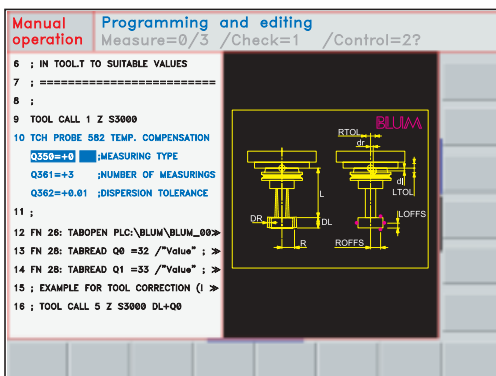 Manual operation
Programming and editing
Measure=0/3 /Check=1 /Control=2?
6 ; IN TOOL.T TO SUITABLE VALUES
7 ; =========================
8 ;
9 TOOL CALL 1 Z S3000
10 TCH PROBE 582 TEMP. COMPENSATION
Q350=+0 ;MEASURING TYPE
Q361=+3 ;NUMBER OF MEASURINGS
Q362=+0.01 ;DISPERSION TOLERANCE
11 ;
12 FN 28: TABOPEN PLC:\BLUM\BLUM_00≫
13 FN 28: TABREAD Q0 =32 /"Value" ; ≫
14 FN 28: TABREAD Q1 =33 /"Value" ; ≫
15 ; EXAMPLE FOR TOOL CORRECTION (I ≫
16 ; TOOL CALL 5 Z S3000 DL+Q0
BLUM
RTOL
dr
dl
LTOL
L
DR
DL
R
LOFFS
ROFFS